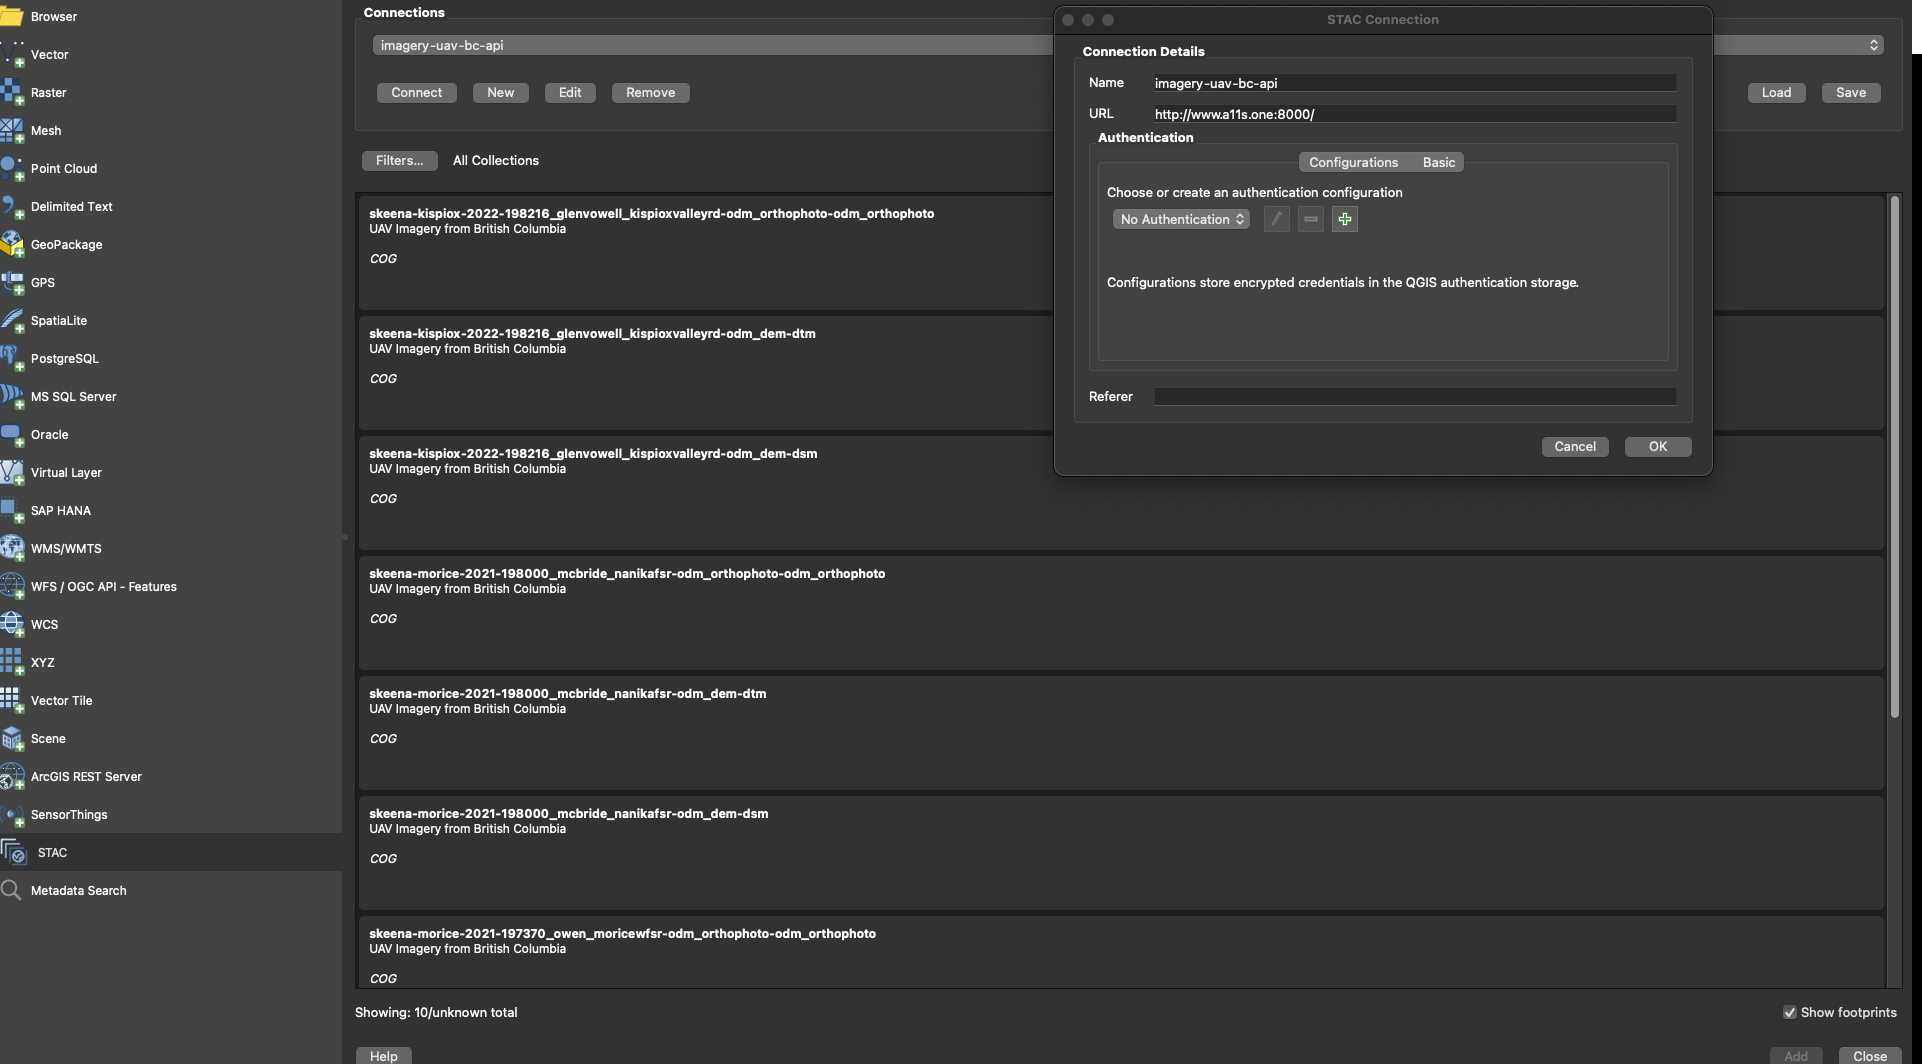 Browser
Vector
Raster
Mesh
Point Cloud
Delimited Text
GeoPackage
GPS
SpatiaLite
PostgreSQL
MS SQL Server
Oracle
Virtual Layer
SAP HANA
WMS/WMTS
WFS / OGC API - Features
WCS
XYZ
Vector Tile
Scene
ArcGIS REST Server
SensorThings
STAC
Metadata Search
Connections
imagery-uav-bc-api
Connect New Edit Remove
Load Save
Filters... All Collections
skeena-kispiox-2022-198216_glenvowell_kispioxvalleyrd-odm_orthophoto-odm_orthophoto
UAV Imagery from British Columbia
COG
skeena-kispiox-2022-198216_glenvowell_kispioxvalleyrd-odm_dem-dtm
UAV Imagery from British Columbia
COG
skeena-kispiox-2022-198216_glenvowell_kispioxvalleyrd-odm_dem-dsm
UAV Imagery from British Columbia
COG
skeena-morice-2021-198000_mcbride_nanikafsr-odm_orthophoto-odm_orthophoto
UAV Imagery from British Columbia
COG
skeena-morice-2021-198000_mcbride_nanikafsr-odm_dem-dtm
UAV Imagery from British Columbia
COG
skeena-morice-2021-198000_mcbride_nanikafsr-odm_dem-dsm
UAV Imagery from British Columbia
COG
skeena-morice-2021-197370_owen_moricewfsr-odm_orthophoto-odm_orthophoto
UAV Imagery from British Columbia
COG
Showing: 10/unknown total
Show footprints
Help
Add Close
STAC Connection
Connection Details
Name imagery-uav-bc-api
URL http://www.a11s.one:8000/
Authentication
Configurations Basic
Choose or create an authentication configuration
No Authentication
Configurations store encrypted credentials in the QGIS authentication storage.
Referer
Cancel OK